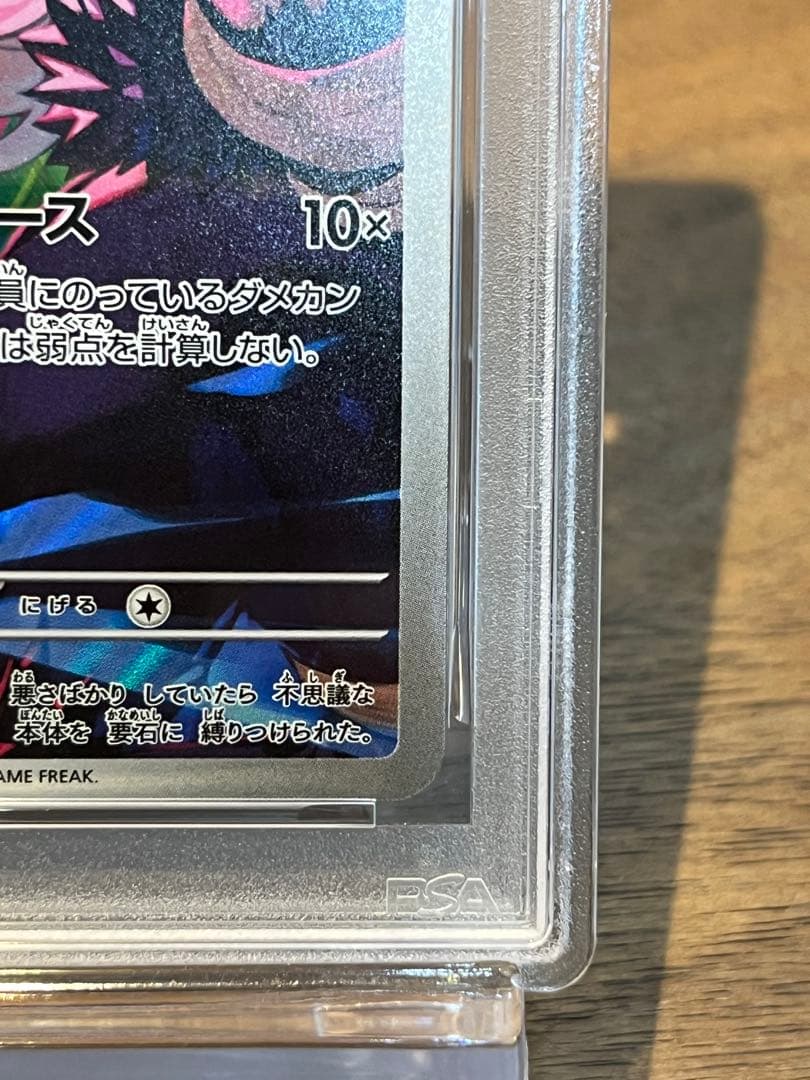 ース 10×
員にのっているダメカン
は弱点を計算しない。
にげる
悪さばかり していたら 不思議な
本体を 要石に 縛りつけられた。
AME FREAK.
PSA